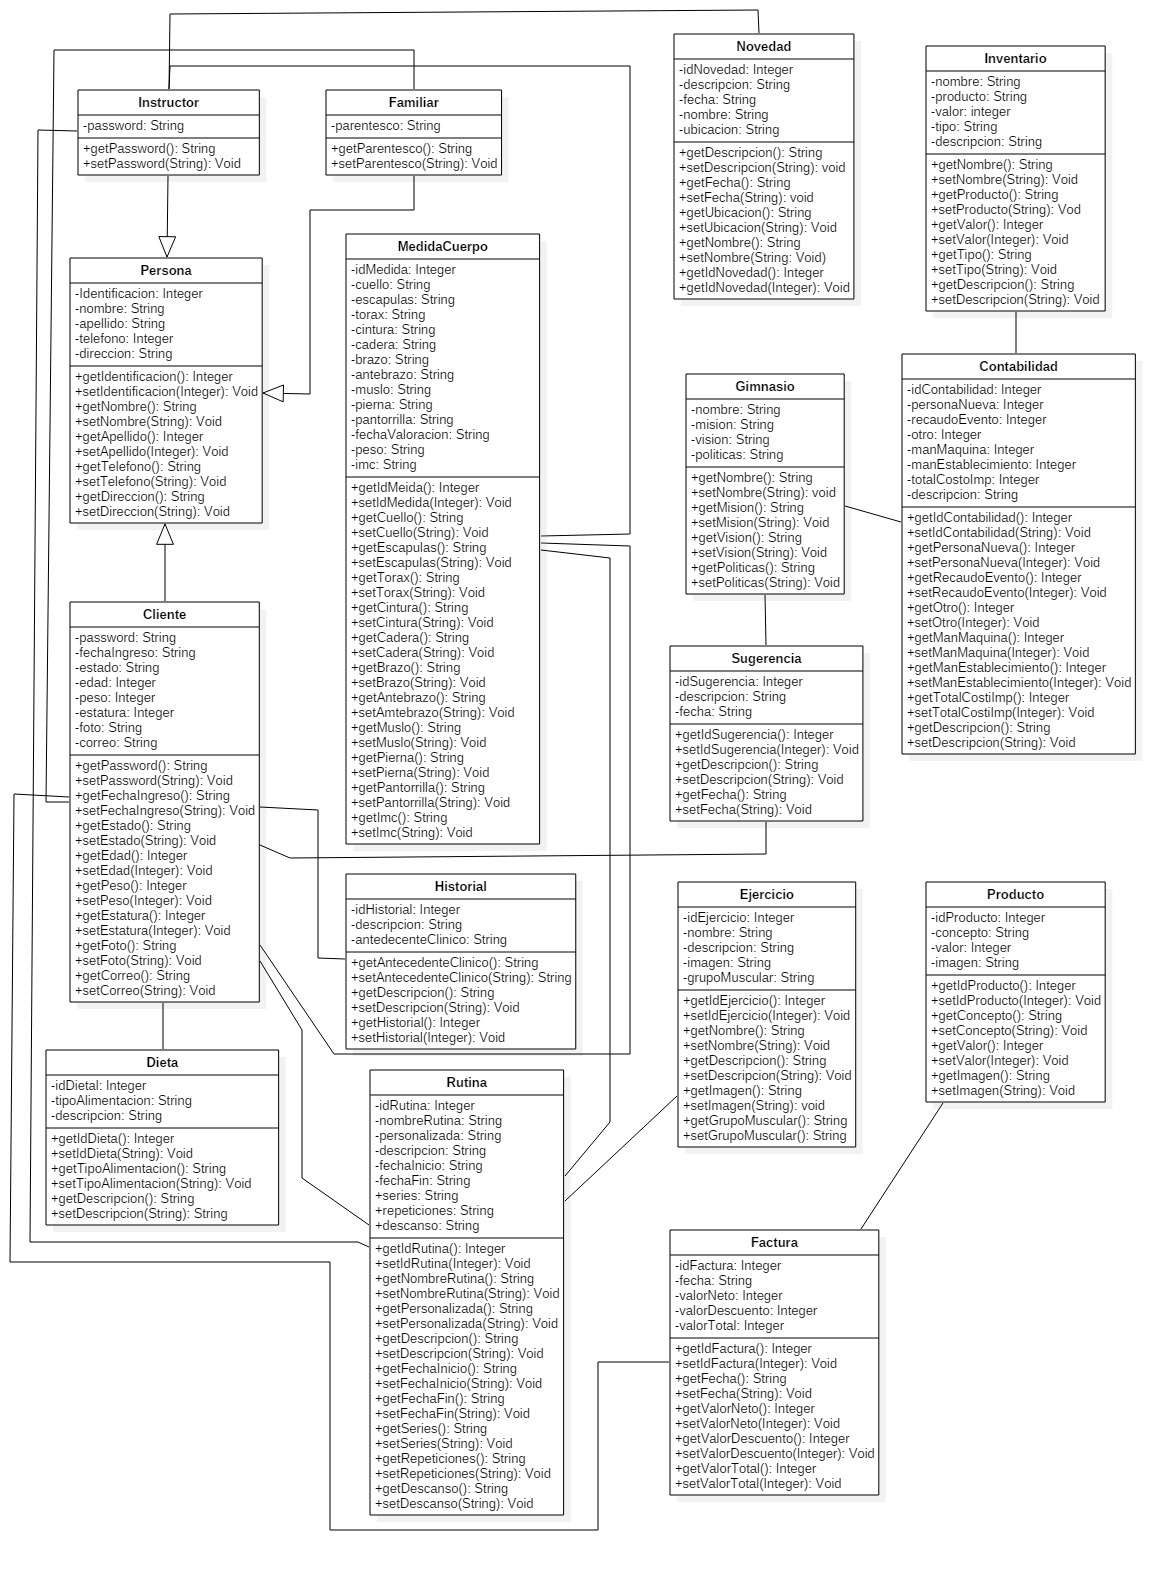 Instructor
-password: String
+getPassword(): String
+setPassword(String): Void
Familiar
-parentesco: String
+getParentesco(): String
+setParentesco(String): Void
Novedad
-idNovedad: Integer
-descripcion: String
-fecha: String
-nombre: String
-ubicacion: String
+getDescripcion(): String
+setDescripcion(String): void
+getFecha(): String
+setFecha(String): void
+getUbicacion(): String
+setUbicacion(String): Void
+getNombre(): String
+setNombre(String: Void)
+getIdNovedad(): Integer
+getIdNovedad(Integer): Void
Inventario
-nombre: String
-producto: String
-valor: integer
-tipo: String
-descripcion: String
+getNombre(): String
+setNombre(String): Void
+getProducto(): String
+setProducto(String): Vod
+getValor(): Integer
+setValor(Integer): Void
+getTipo(): String
+setTipo(String): Void
+getDescripcion(): String
+setDescripcion(String): Void
Persona
-Identificacion: Integer
-nombre: String
-apellido: String
-telefono: Integer
-direccion: String
+getIdentificacion(): Integer
+setIdentificacion(Integer): Void
+getNombre(): String
+setNombre(String): Void
+getApellido(): Integer
+setApellido(Integer): Void
+getTelefono(): String
+setTelefono(String): Void
+getDireccion(): String
+setDireccion(String): Void
MedidaCuerpo
-idMedida: Integer
-cuello: String
-escapulas: String
-torax: String
-cintura: String
-cadera: String
-brazo: String
-antebrazo: String
-muslo: String
-pierna: String
-pantorrilla: String
-fechaValoracion: String
-peso: String
-imc: String
+getIdMeida(): Integer
+setIdMedida(Integer): Void
+getCuello(): String
+setCuello(String): Void
+getEscapulas(): String
+setEscapulas(String): Void
+getTorax(): String
+setTorax(String): Void
+getCintura(): String
+setCintura(String): Void
+getCadera(): String
+setCadera(String): Void
+getBrazo(): String
+setBrazo(String): Void
+getAntebrazo(): String
+setAmtebrazo(String): Void
+getMuslo(): String
+setMuslo(String): Void
+getPierna(): String
+setPierna(String): Void
+getPantorrilla(): String
+setPantorrilla(String): Void
+getImc(): String
+setImc(String): Void
Gimnasio
-nombre: String
-mision: String
-vision: String
-politicas: String
+getNombre(): String
+setNombre(String): void
+getMision(): String
+setMision(String): Void
+getVision(): String
+setVision(String): Void
+getPoliticas(): String
+setPoliticas(String): Void
Contabilidad
-idContabilidad: Integer
-personaNueva: Integer
-recaudoEvento: Integer
-otro: Integer
-manMaquina: Integer
-manEstablecimiento: Integer
-totalCostoImp: Integer
-descripcion: String
+getIdContabilidad(): Integer
+setIdContabilidad(String): Void
+getPersonaNueva(): Integer
+setPersonaNueva(Integer): Void
+getRecaudoEvento(): Integer
+setRecaudoEvento(Integer): Void
+getOtro(): Integer
+setOtro(Integer): Void
+getManMaquina(): Integer
+setManMaquina(Integer): Void
+getManEstablecimiento(): Integer
+setManEstablecimiento(Integer): Void
+getTotalCostiImp(): Integer
+setTotalCostiImp(Integer): Void
+getDescripcion(): String
+setDescripcion(String): Void
Cliente
-password: String
-fechaIngreso: String
-estado: String
-edad: Integer
-peso: Integer
-estatura: Integer
-foto: String
-correo: String
+getPassword(): String
+setPassword(String): Void
+getFechaIngreso(): String
+setFechaIngreso(String): Void
+getEstado(): String
+setEstado(String): Void
+getEdad(): Integer
+setEdad(Integer): Void
+getPeso(): Integer
+setPeso(Integer): Void
+getEstatura(): Integer
+setEstatura(Integer): Void
+getFoto(): String
+setFoto(String): Void
+getCorreo(): String
+setCorreo(String): Void
Sugerencia
-idSugerencia: Integer
-descripcion: String
-fecha: String
+getIdSugerencia(): Integer
+setIdSugerencia(Integer): Void
+getDescripcion(): String
+setDescripcion(String): Void
+getFecha(): String
+setFecha(String): Void
Historial
-idHistorial: Integer
-descripcion: String
-antedecenteClinico: String
+getAntecedenteClinico(): String
+setAntecedenteClinico(String): String
+getDescripcion(): String
+setDescripcion(String): Void
+getHistorial(): Integer
+setHistorial(Integer): Void
Ejercicio
-idEjercicio: Integer
-nombre: String
-descripcion: String
-imagen: String
-grupoMuscular: String
+getIdEjercicio(): Integer
+setIdEjercicio(Integer): Void
+getNombre(): String
+setNombre(String): Void
+getDescripcion(): String
+setDescripcion(String): Void
+getImagen(): String
+setImagen(String): void
+getGrupoMuscular(): String
+setGrupoMuscular(): String
Producto
-idProducto: Integer
-concepto: String
-valor: Integer
-imagen: String
+getIdProducto(): Integer
+setIdProducto(Integer): Void
+getConcepto(): String
+setConcepto(String): Void
+getValor(): Integer
+setValor(Integer): Void
+getImagen(): String
+setImagen(String): Void
Dieta
-idDietal: Integer
-tipoAlimentacion: String
-descripcion: String
+getIdDieta(): Integer
+setIdDieta(String): Void
+getTipoAlimentacion(): String
+setTipoAlimentacion(String): Void
+getDescripcion(): String
+setDescripcion(String): String
Rutina
-idRutina: Integer
-nombreRutina: String
-personalizada: String
-descripcion: String
-fechaInicio: String
-fechaFin: String
+series: String
+repeticiones: String
+descanso: String
+getIdRutina(): Integer
+setIdRutina(Integer): Void
+getNombreRutina(): String
+setNombreRutina(String): Void
+getPersonalizada(): String
+setPersonalizada(String): Void
+getDescripcion(): String
+setDescripcion(String): Void
+getFechaInicio(): String
+setFechaInicio(String): Void
+getFechaFin(): String
+setFechaFin(String): Void
+getSeries(): String
+setSeries(String): Void
+getRepeticiones(): String
+setRepeticiones(String): Void
+getDescanso(): String
+setDescanso(String): Void
Factura
-idFactura: Integer
-fecha: String
-valorNeto: Integer
-valorDescuento: Integer
-valorTotal: Integer
+getIdFactura(): Integer
+setIdFactura(Integer): Void
+getFecha(): String
+setFecha(String): Void
+getValorNeto(): Integer
+setValorNeto(Integer): Void
+getValorDescuento(): Integer
+setValorDescuento(Integer): Void
+getValorTotal(): Integer
+setValorTotal(Integer): Void